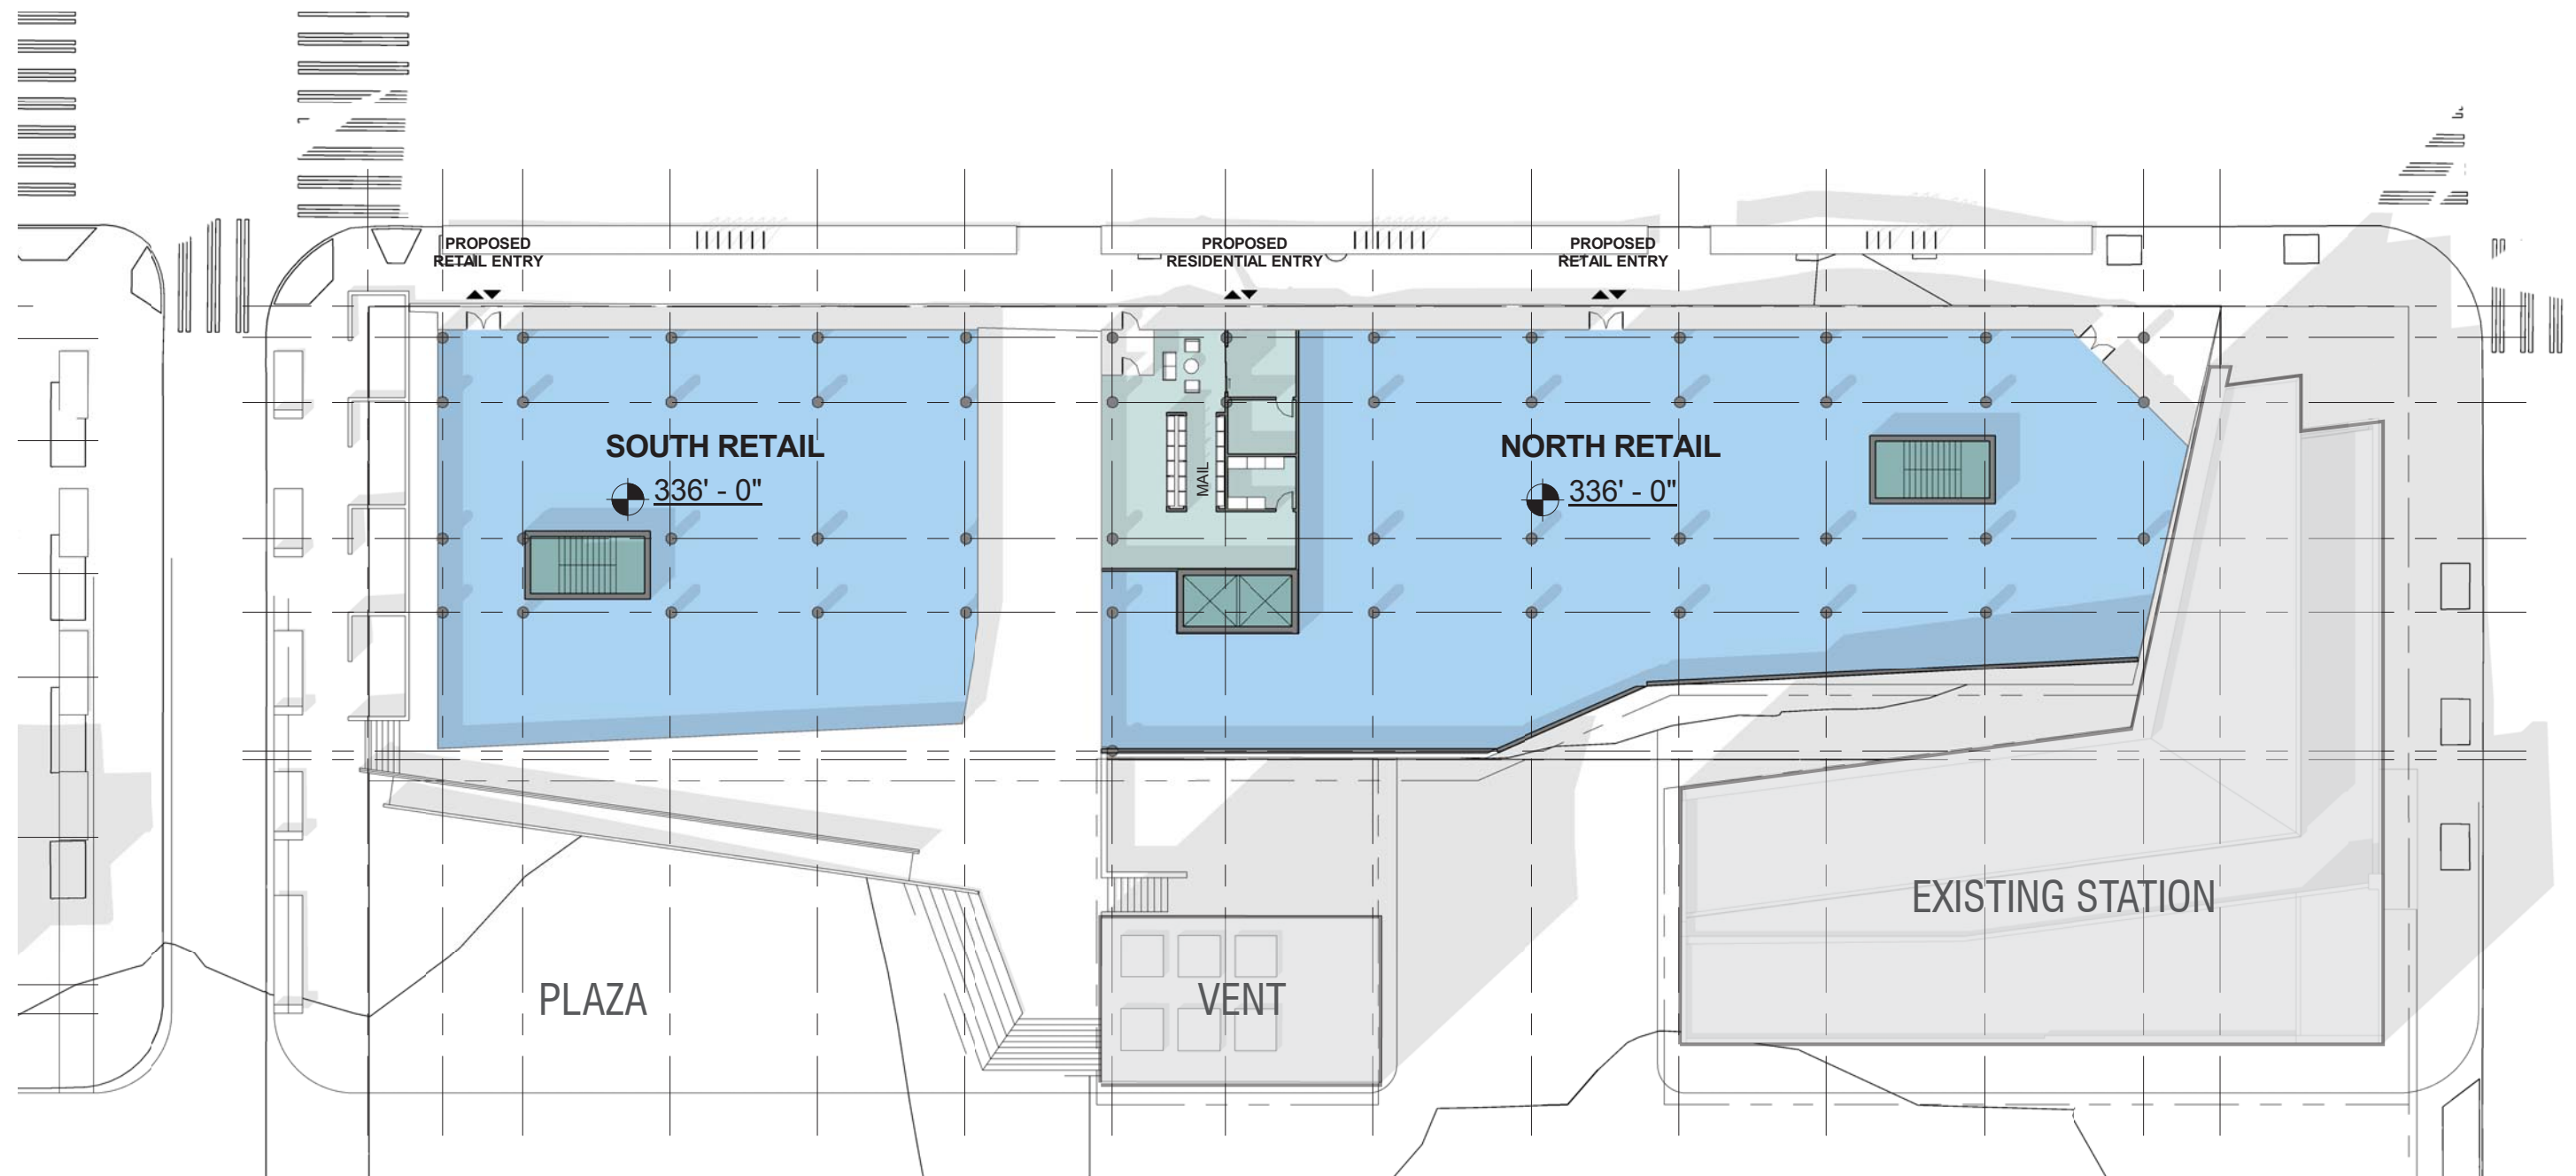 PROPOSED
RETAIL ENTRY
PROPOSED
RESIDENTIAL ENTRY
PROPOSED
RETAIL ENTRY
SOUTH RETAIL
336' - 0"
MAIL
NORTH RETAIL
336' - 0"
PLAZA
VENT
EXISTING STATION